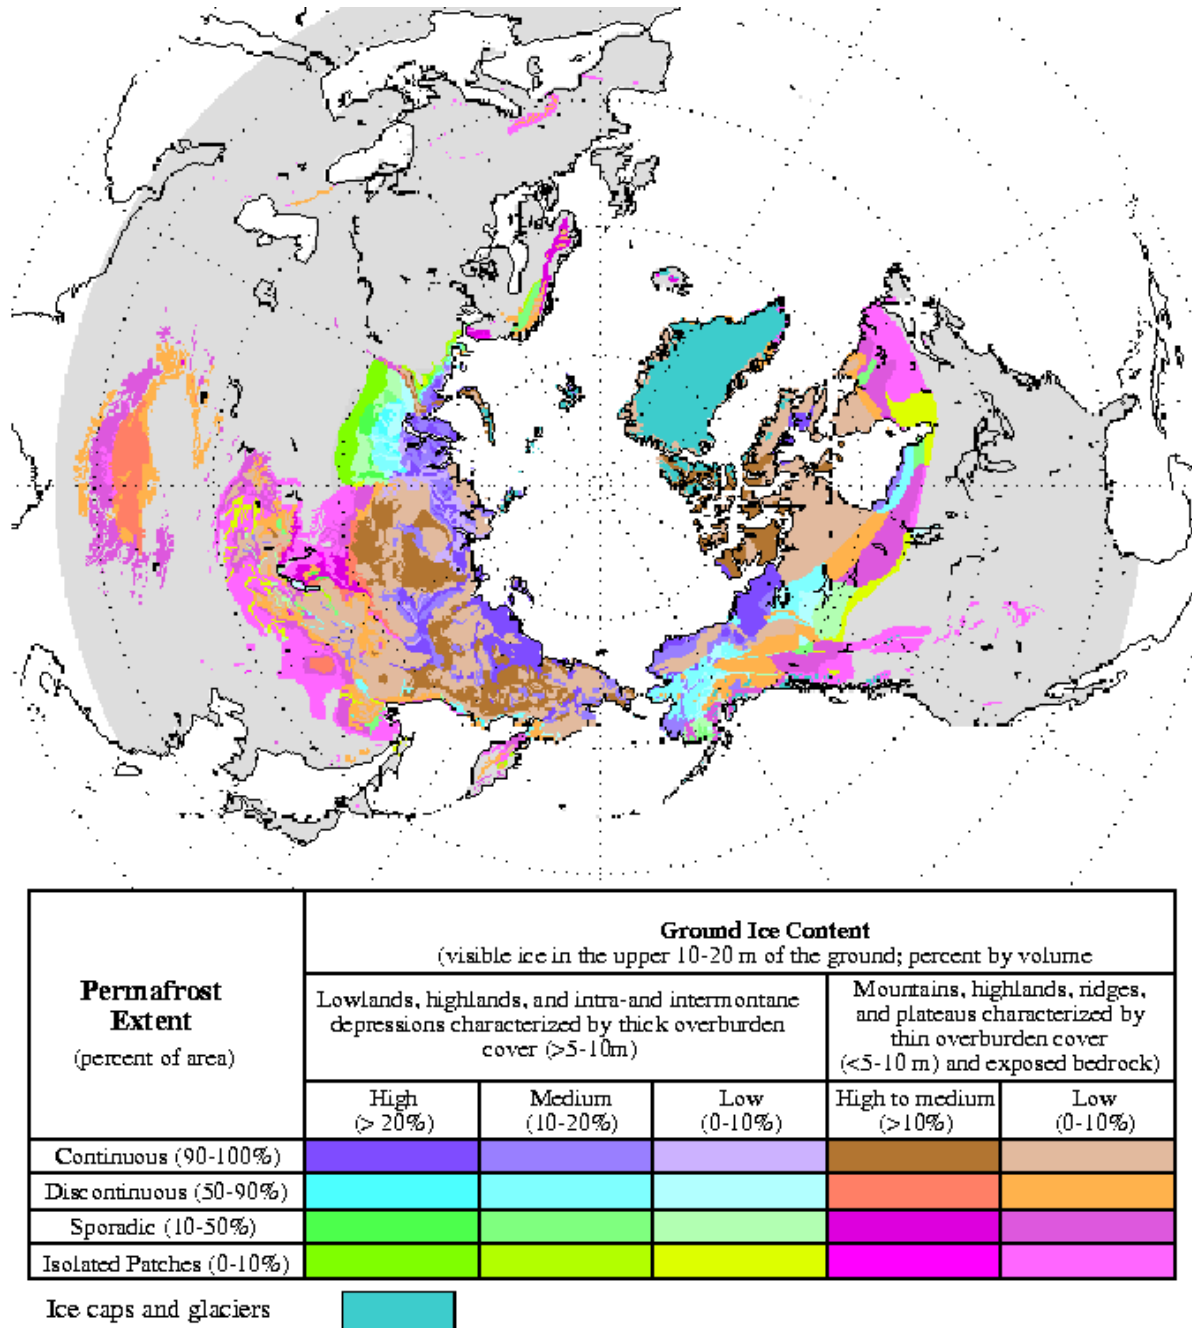 Permafrost
Extent
(percent of area)
Ground Ice Content
(visible ice in the upper 10-20 m of the ground; percent by volume
Lowlands, highlands, and intra-and intermontane
depressions characterized by thick overburden
cover (>5-10m)
Mountains, highlands, ridges,
and plateaus characterized by
thin overburden cover
(<5-10 m) and exposed bedrock)
High
(> 20%)
Medium
(10-20%)
Low
(0-10%)
High to medium
(>10%)
Low
(0-10%)
Continuous (90-100%)
Discontinuous (50-90%)
Sporadic (10-50%)
Isolated Patches (0-10%)
Ice caps and glaciers